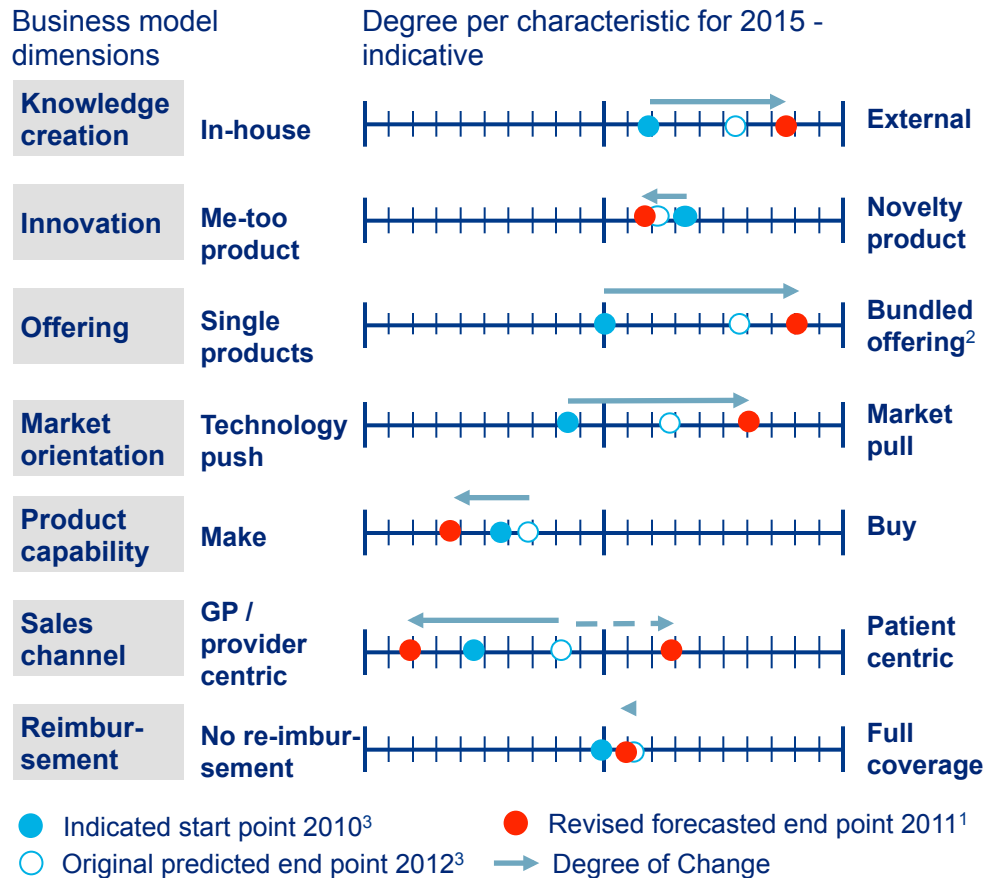 Business model
dimensions
Degree per characteristic for 2015 -
indicative
Knowledge
creation
In-house
External
Innovation
Me-too
product
Novelty
product
Offering
Single
products
Bundled
offering²
Market
orientation
Technology
push
Market
pull
Product
capability
Make
Buy
Sales
channel
GP /
provider
centric
Patient
centric
Reimbur-
sement
No re-imbur-
sement
Full
coverage
Indicated start point 2010³
Revised forecasted end point 2011¹
Original predicted end point 2012³
Degree of Change